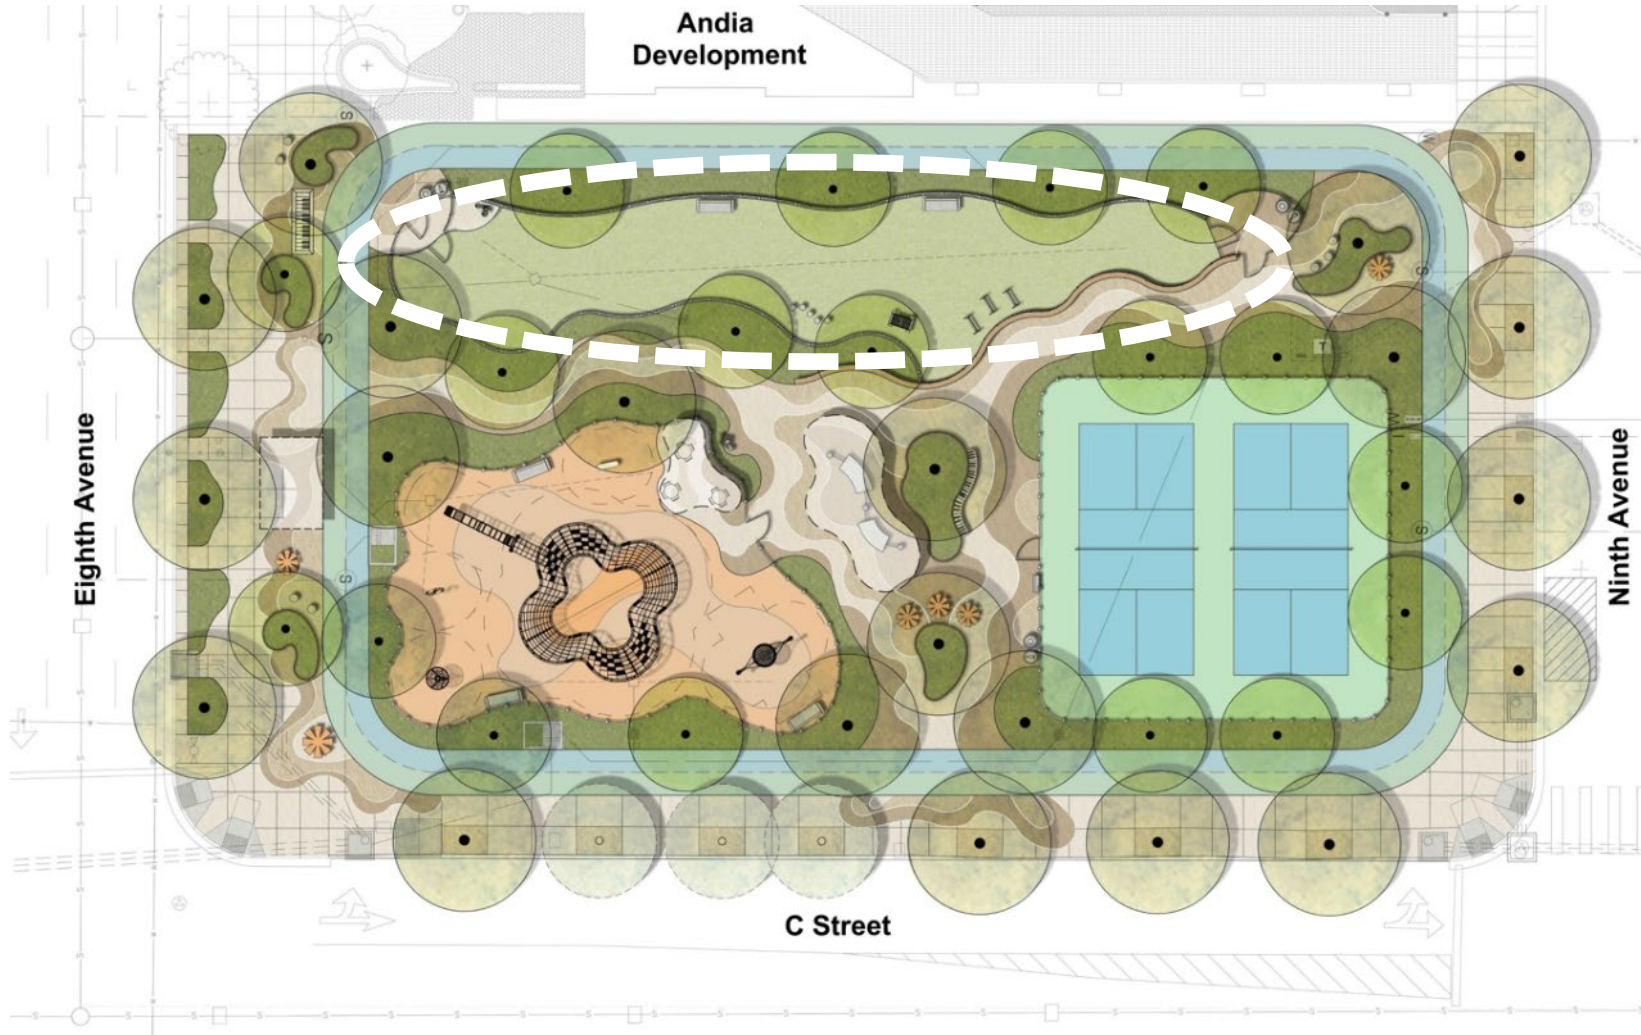 Andia
Development
Eighth Avenue
Ninth Avenue
T
C Street